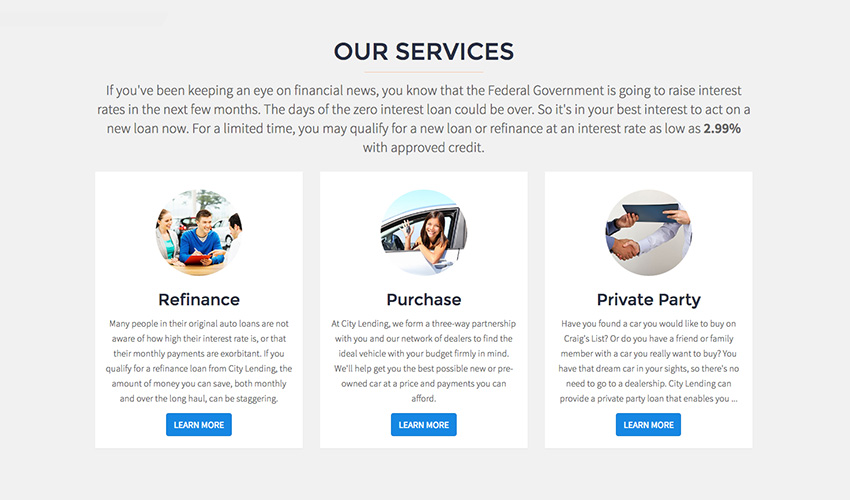 OUR SERVICES
If you've been keeping an eye on financial news, you know that the Federal Government is going to raise interest
rates in the next few months. The days of the zero interest loan could be over. So it's in your best interest to act on a
new loan now. For a limited time, you may qualify for a new loan or refinance at an interest rate as low as 2.99%
with approved credit.
Refinance
Many people in their original auto loans are not
aware of how high their interest rate is, or that
their monthly payments are exorbitant. If you
qualify for a refinance loan from City Lending, the
amount of money you can save, both monthly
and over the long haul, can be staggering.
LEARN MORE
Purchase
At City Lending, we form a three-way partnership
with you and our network of dealers to find the
ideal vehicle with your budget firmly in mind.
We'll help get you the best possible new or pre-
owned car at a price and payments you can
afford.
LEARN MORE
Private Party
Have you found a car you would like to buy on
Craig's List? Or do you have a friend or family
member with a car you really want to buy? You
have that dream car in your sights, so there's no
need to go to a dealership. City Lending can
provide a private party loan that enables you ...
LEARN MORE